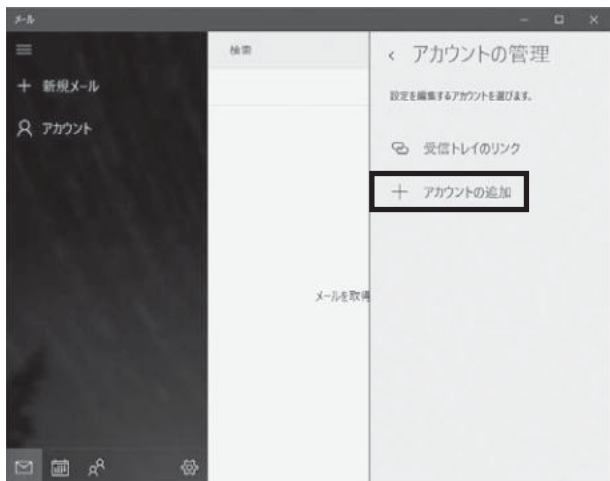 メール
新規メール
アカウント
検索
メールを取得
アカウントの管理
設定を編集するアカウントを選びます。
受信トレイのリンク
アカウントの追加